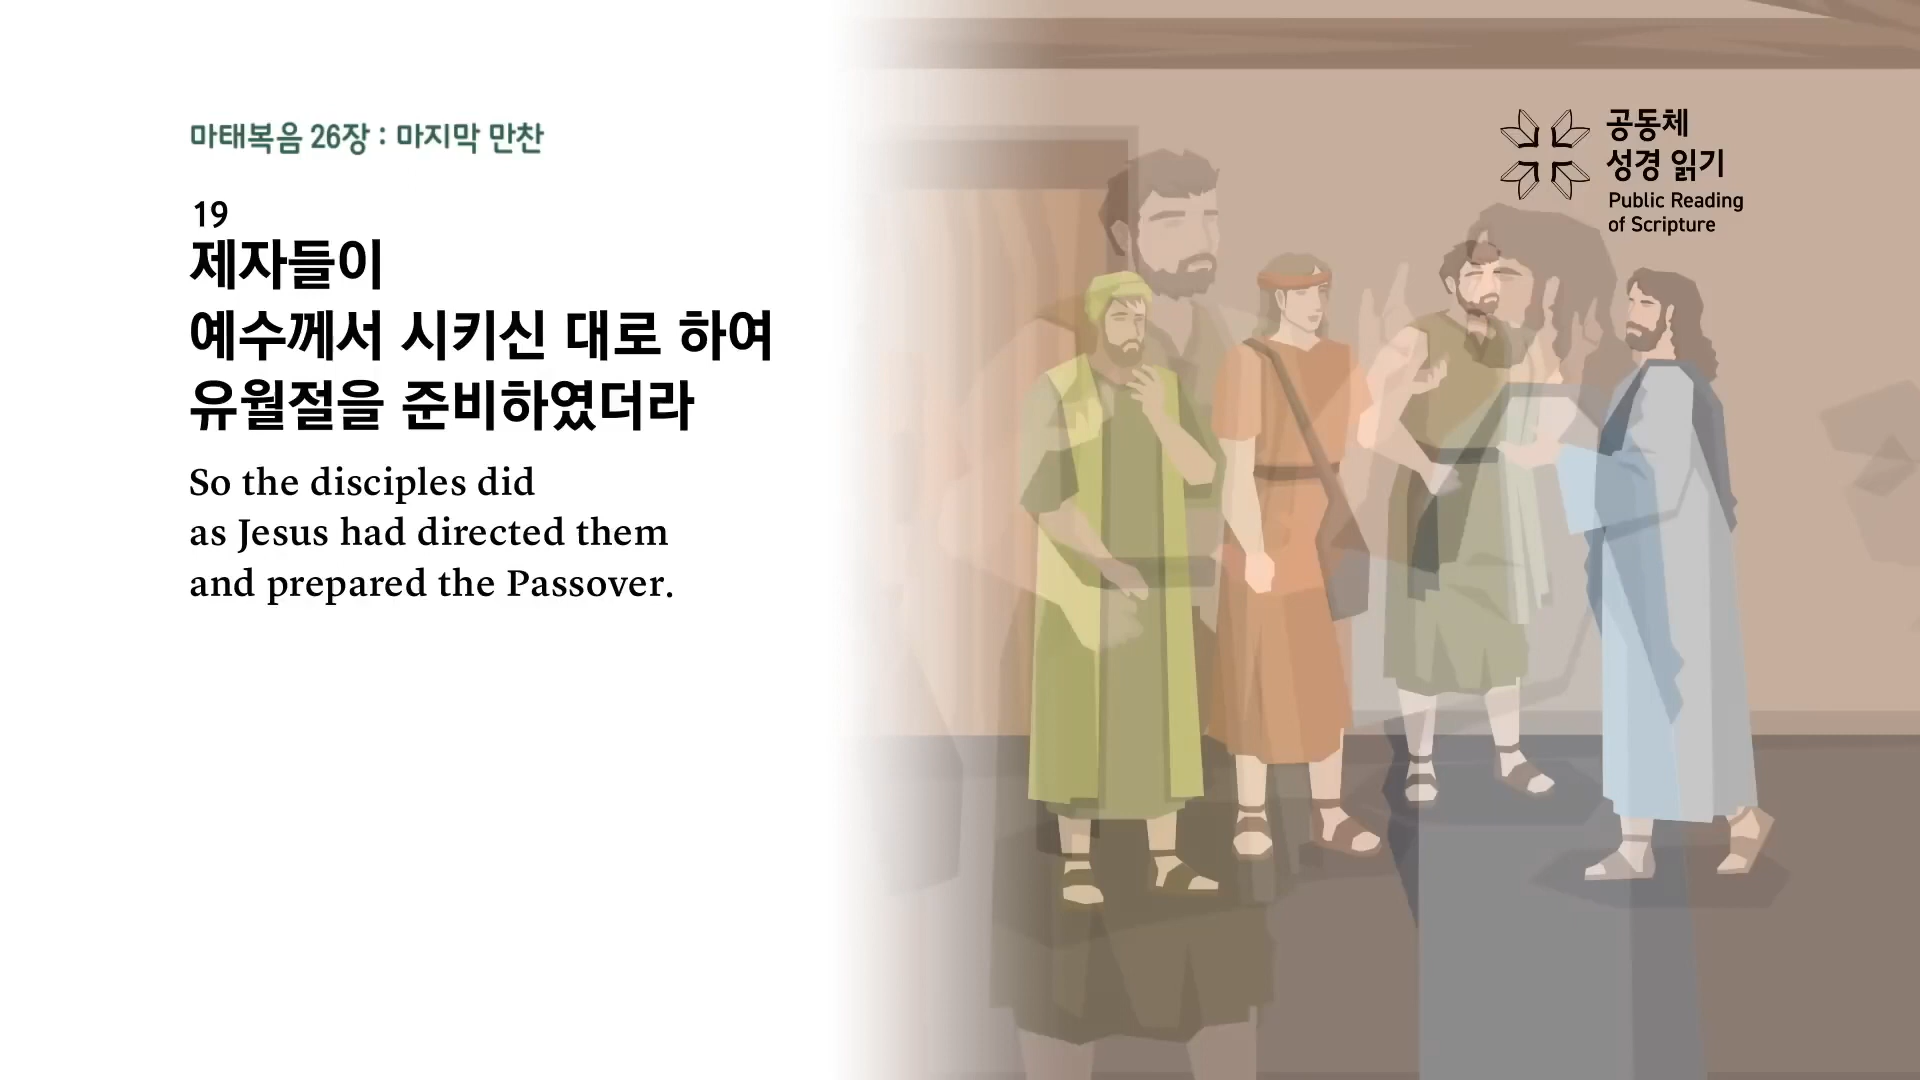 마태복음 26장 : 마지막 만찬
19
제자들이
예수께서 시키신 대로 하여
유월절을 준비하였더라
So the disciples did
as Jesus had directed them
and prepared the Passover.
공동체
성경 읽기
Public Reading
of Scripture